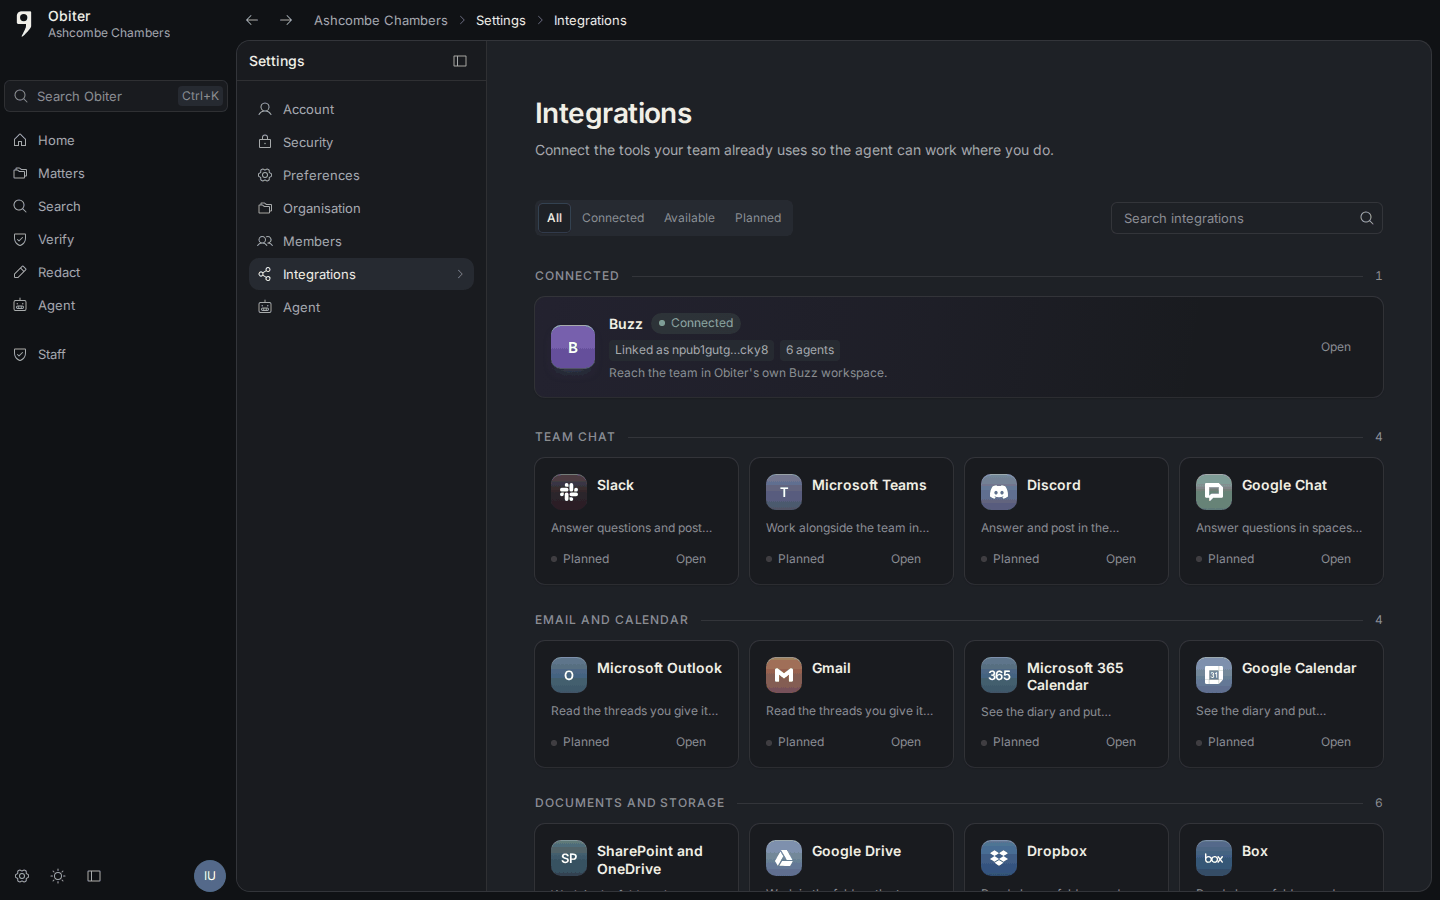 Obiter
Ashcombe Chambers
Ashcombe Chambers
Settings
Integrations
Search Obiter
Ctrl+K
Home
Matters
Search
Verify
Redact
Agent
Staff
IU
Settings
Account
Security
Preferences
Organisation
Members
Integrations
Agent
Integrations
Connect the tools your team already uses so the agent can work where you do.
All
Connected
Available
Planned
Search integrations
CONNECTED
1
B
Buzz
Connected
Linked as npub1gutg...cky8
6 agents
Reach the team in Obiter's own Buzz workspace.
Open
TEAM CHAT
4
Slack
Answer questions and post...
Planned
Open
T
Microsoft Teams
Work alongside the team in...
Planned
Open
Discord
Answer and post in the...
Planned
Open
Google Chat
Answer questions in spaces...
Planned
Open
EMAIL AND CALENDAR
4
O
Microsoft Outlook
Read the threads you give it...
Planned
Open
Gmail
Read the threads you give it...
Planned
Open
365
Microsoft 365
Calendar
See the diary and put...
Planned
Open
31
Google Calendar
See the diary and put...
Planned
Open
DOCUMENTS AND STORAGE
6
SP
SharePoint and
OneDrive
Google Drive
Dropbox
box
Box